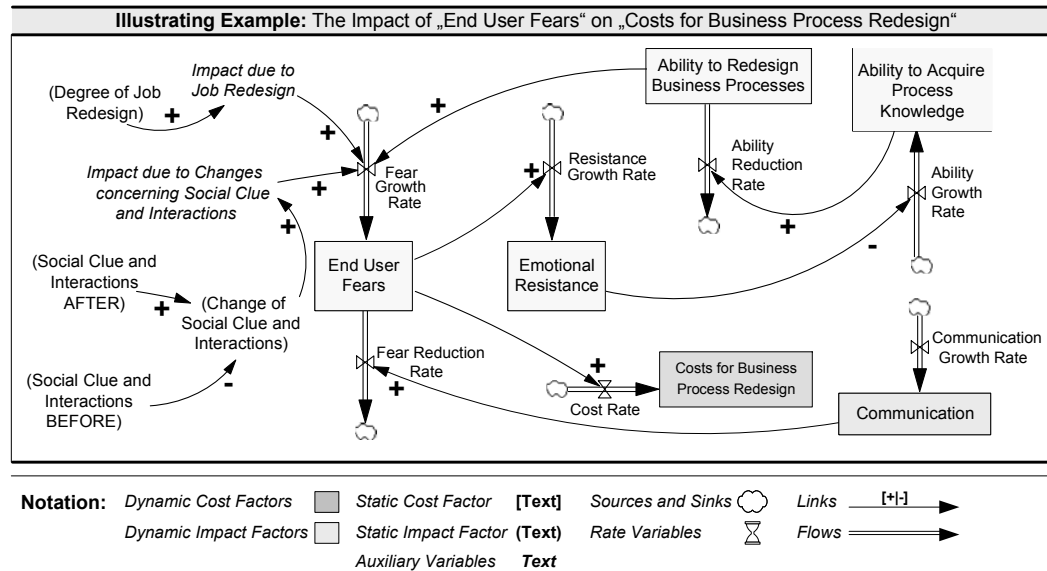 Illustrating Example: The Impact of „End User Fears“ on „Costs for Business Process Redesign“
(Degree of Job
Redesign)
+
Impact due to
Job Redesign
+
+
Ability to Redesign
Business Processes
Ability to Acquire
Process
Knowledge
Impact due to Changes
concerning Social Clue
and Interactions
+
Fear
Growth
Rate
+
Resistance
Growth Rate
Ability
Reduction
Rate
+
Ability
Growth
Rate
+
-
(Social Clue and
Interactions
AFTER)
+
(Change of
Social Clue and
Interactions)
End User
Fears
Emotional
Resistance
(Social Clue and
Interactions
BEFORE)
-
Fear Reduction
Rate
+
+
Cost Rate
Costs for Business
Process Redesign
Communication
Growth Rate
Communication
Notation:
Dynamic Cost Factors
Static Cost Factor
[Text]
Sources and Sinks
Links
[+|-]
Dynamic Impact Factors
Static Impact Factor
(Text)
Rate Variables
Flows
Auxiliary Variables
Text